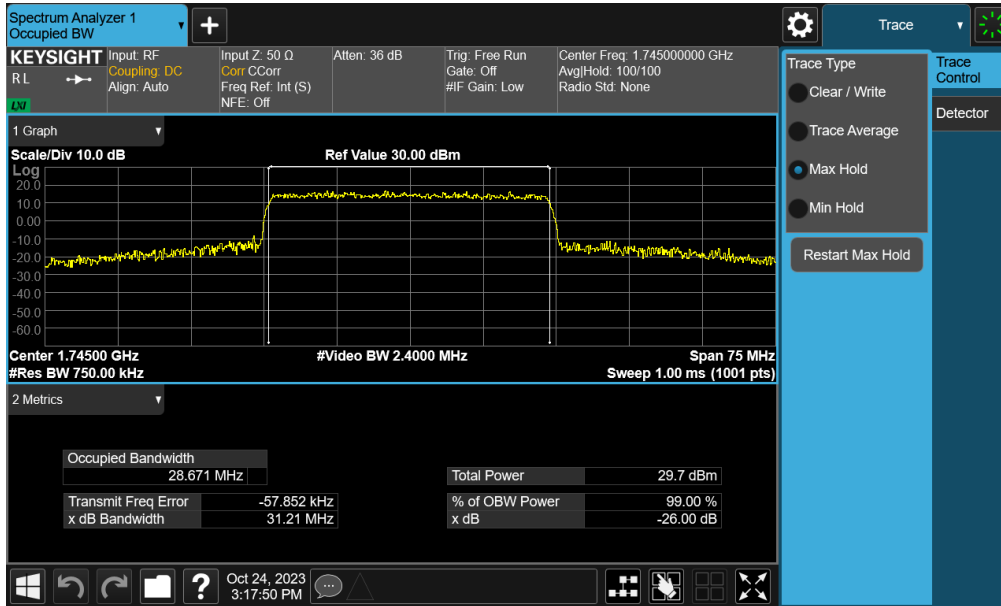 Spectrum Analyzer 1
Occupied BW
+
Trace
KEYSIGHT
RL
LXI
Input: RF
Coupling: DC
Align: Auto
Input Z: 50 Ω
Corr CCorr
Freq Ref: Int (S)
NFE: Off
Atten: 36 dB
Trig: Free Run
Gate: Off
#IF Gain: Low
Center Freq: 1.745000000 GHz
Avg|Hold: 100/100
Radio Std: None
1 Graph
Scale/Div 10.0 dB
Ref Value 30.00 dBm
Log
20.0
10.0
0.00
-10.0
-20.0
-30.0
-40.0
-50.0
-60.0
Center 1.74500 GHz
#Video BW 2.4000 MHz
Span 75 MHz
#Res BW 750.00 kHz
Sweep 1.00 ms (1001 pts)
2 Metrics
Occupied Bandwidth
28.671 MHz
Total Power 29.7 dBm
Transmit Freq Error -57.852 kHz
% of OBW Power 99.00 %
x dB Bandwidth 31.21 MHz
x dB -26.00 dB
?
Oct 24, 2023
3:17:50 PM
Trace Type
Clear / Write
Trace Average
Max Hold
Min Hold
Restart Max Hold
Trace
Control
Detector